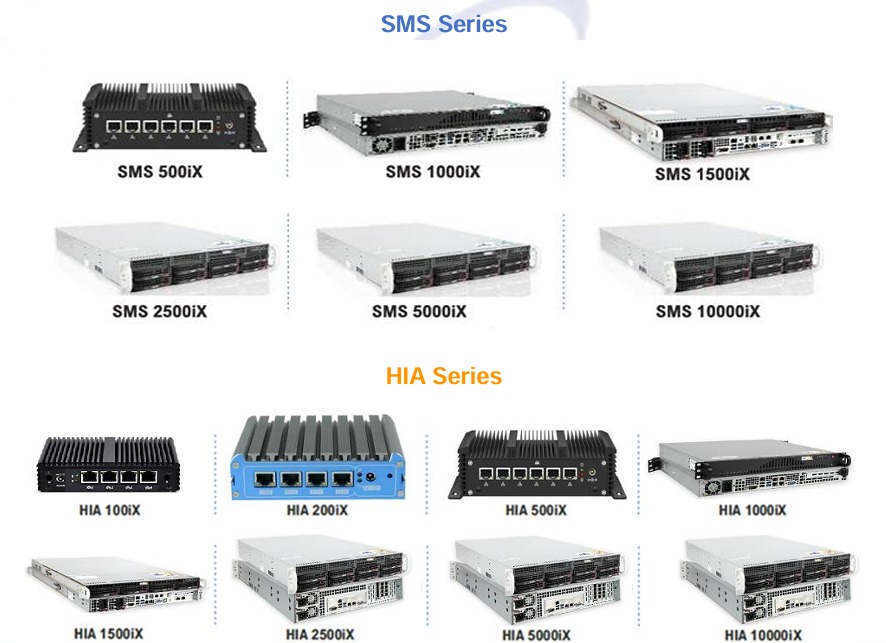 SMS Series
SMS 500iX
SMS 1000iX
SMS 1500iX
SMS 2500iX
SMS 5000iX
SMS 10000iX
HIA Series
HIA 100iX
HIA 200iX
HIA 500iX
HIA 1000iX
HIA 1500iX
HIA 2500iX
HIA 5000iX
HIA 10000iX